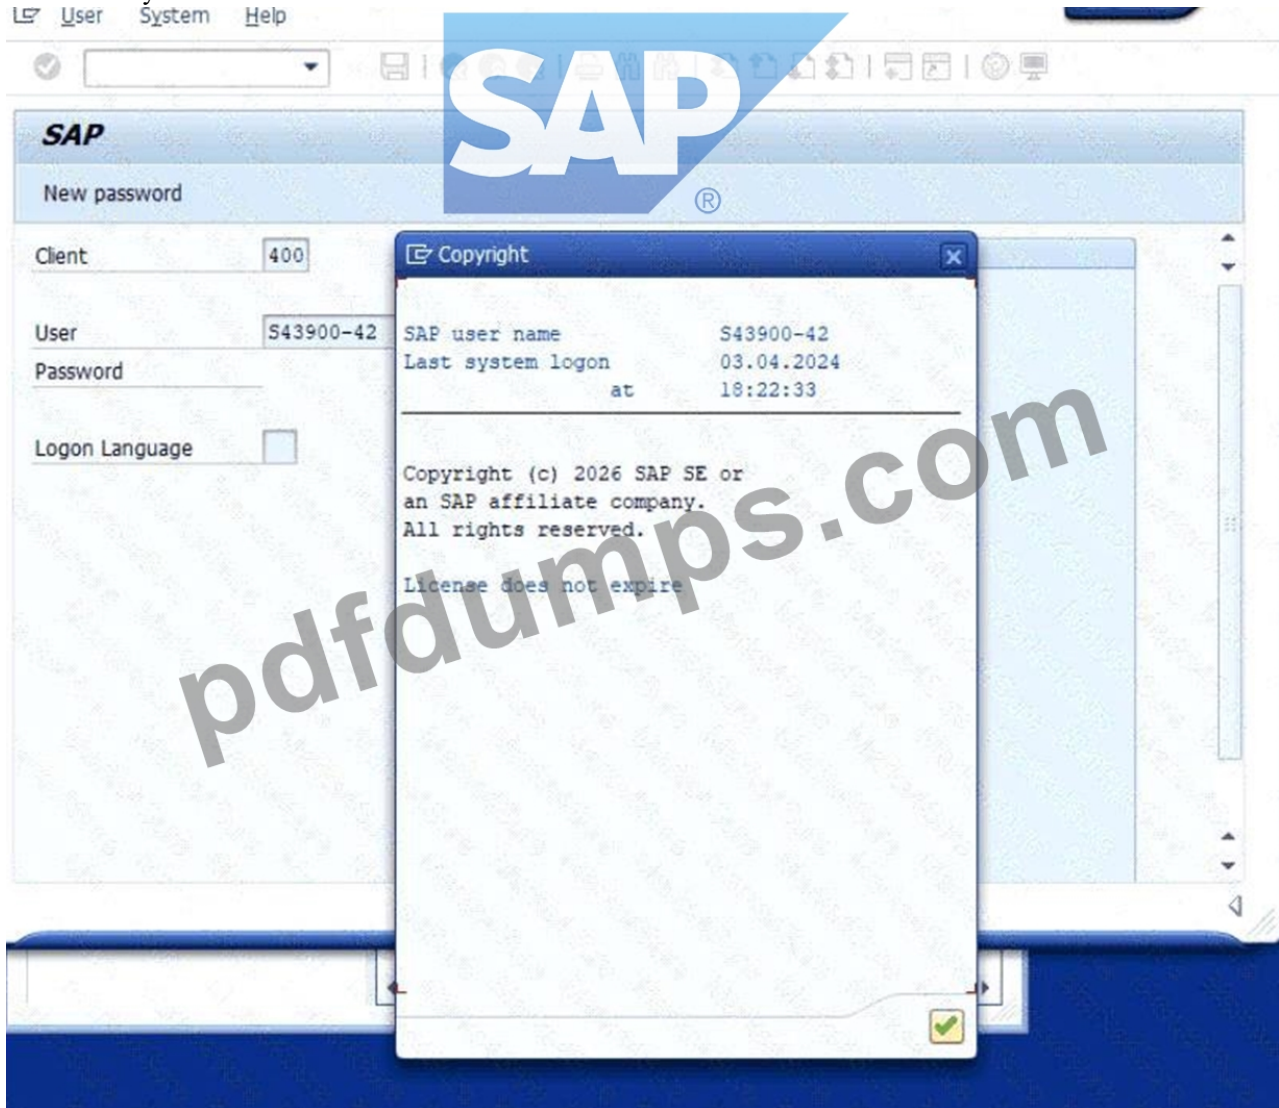 User System Help
SAP
®
SAP
New password
Client 400
User S43900-42
Password
Logon Language
Copyright
SAP user name S43900-42
Last system logon 03.04.2024
at 18:22:33
Copyright (c) 2026 SAP SE or
an SAP affiliate company.
All rights reserved.
License does not expire
pdfdumps.com